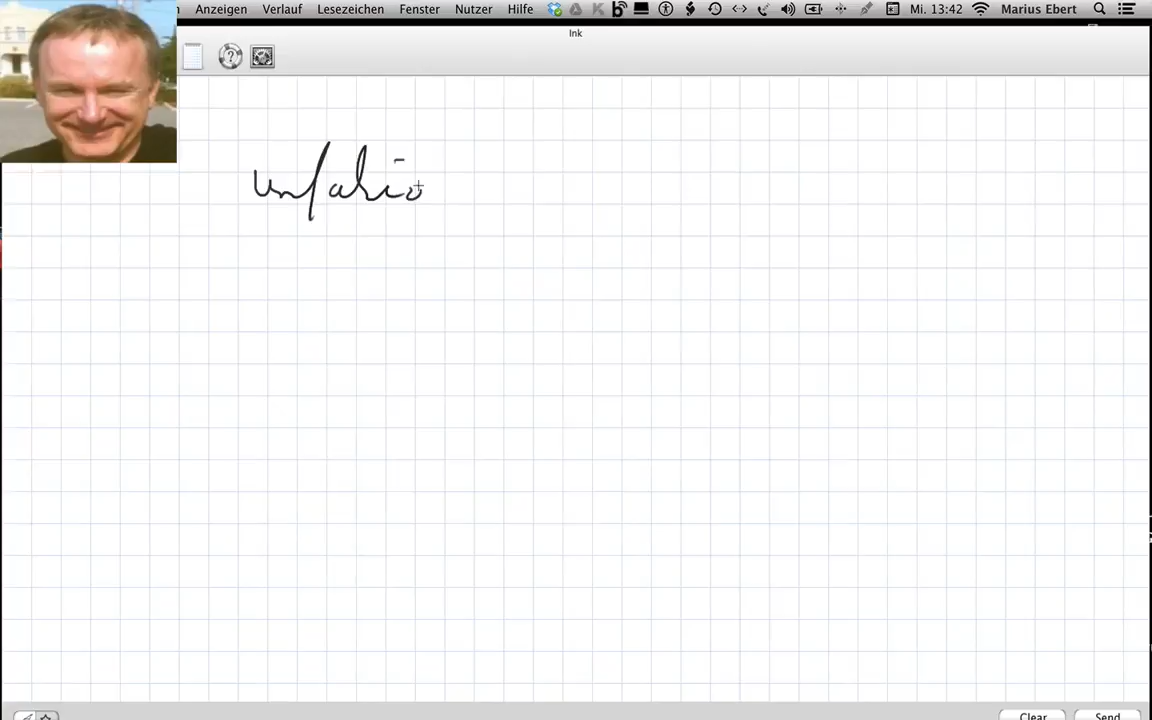 Anzeigen Verlauf Lesezeichen Fenster Nutzer Hilfe Mi. 13:42 Marius Ebert
Ink
Clear Send